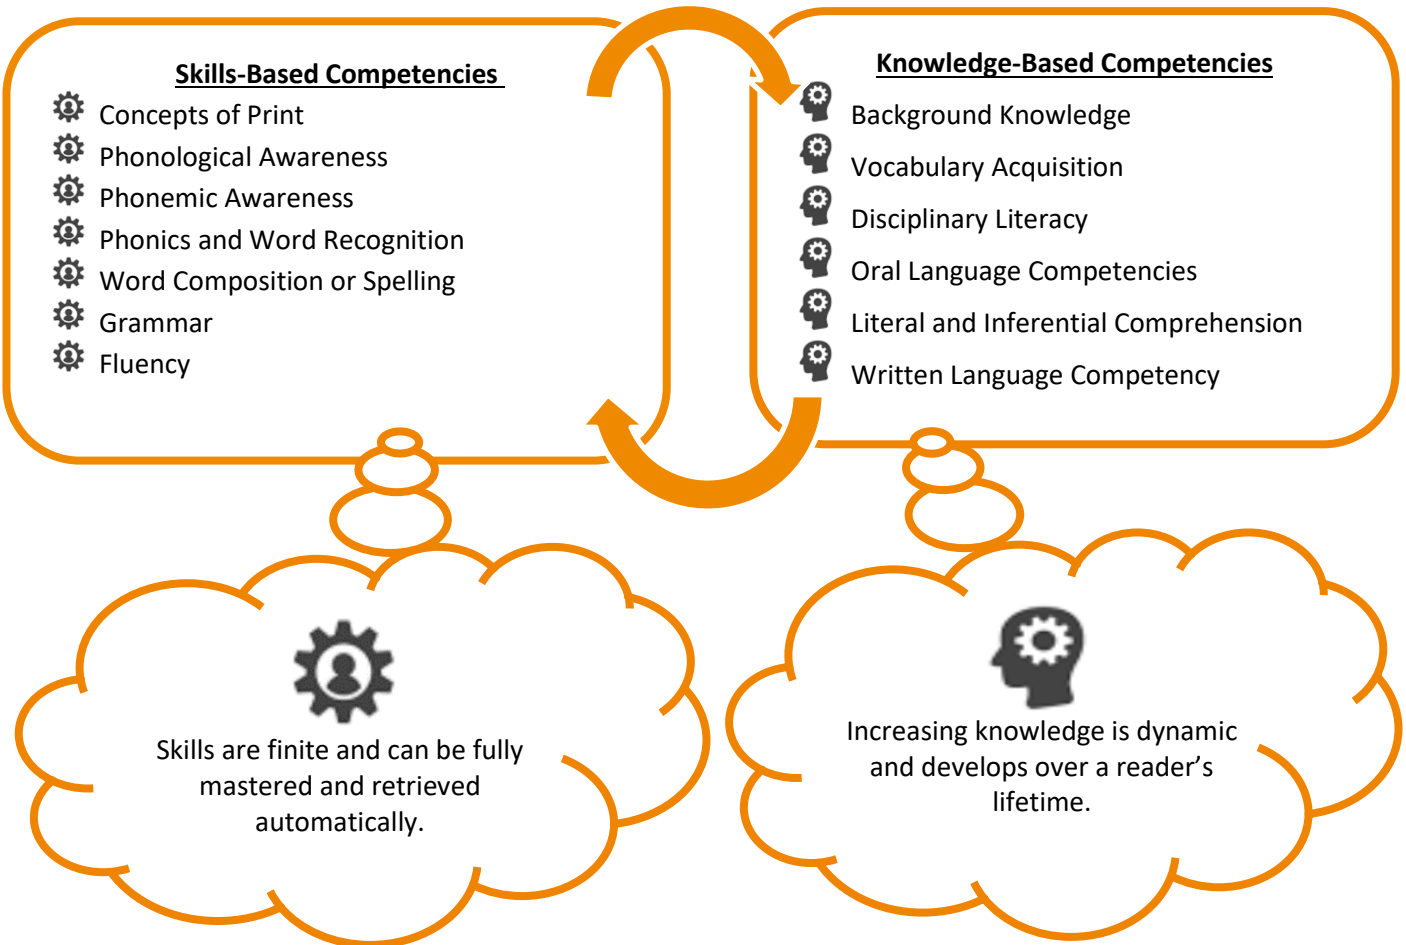 Skills-Based Competencies
Concepts of Print
Phonological Awareness
Phonemic Awareness
Phonics and Word Recognition
Word Composition or Spelling
Grammar
Fluency
Knowledge-Based Competencies
Background Knowledge
Vocabulary Acquisition
Disciplinary Literacy
Oral Language Competencies
Literal and Inferential Comprehension
Written Language Competency
Skills are finite and can be fully
mastered and retrieved
automatically.
Increasing knowledge is dynamic
and develops over a reader’s
lifetime.